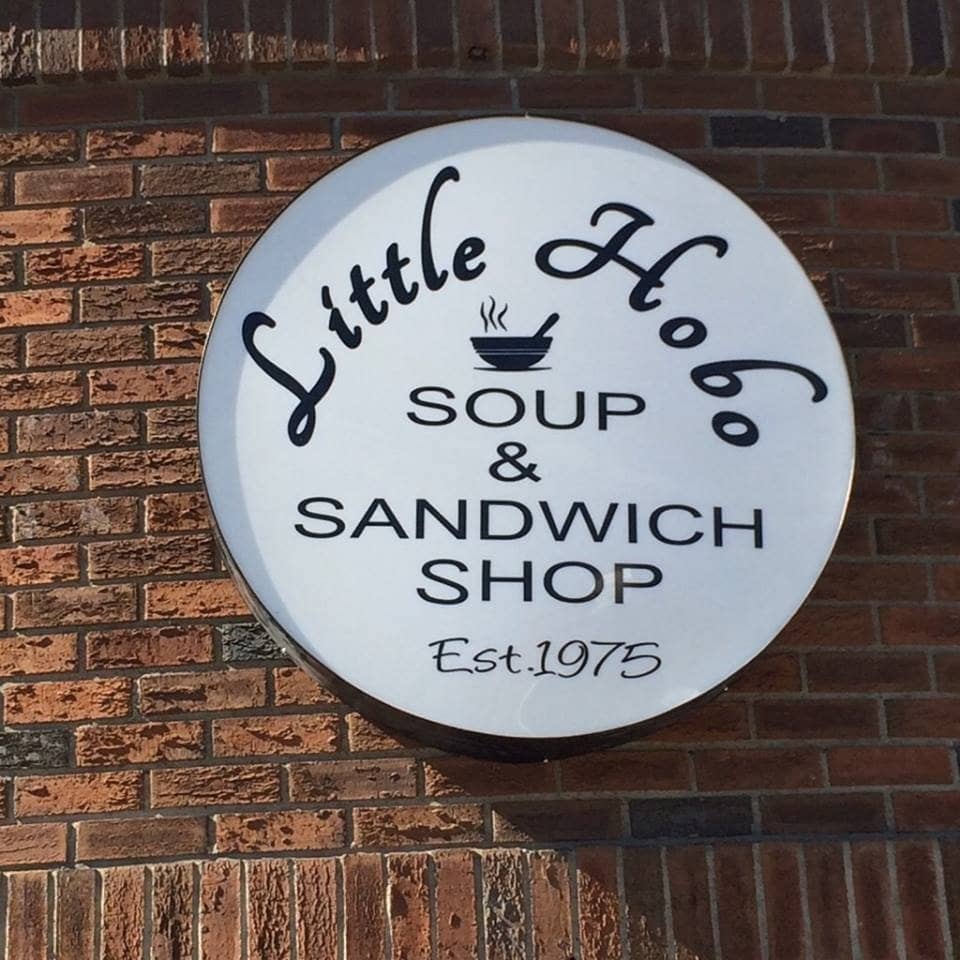 Little Hobo
SOUP
&
SANDWICH
SHOP
Est.1975